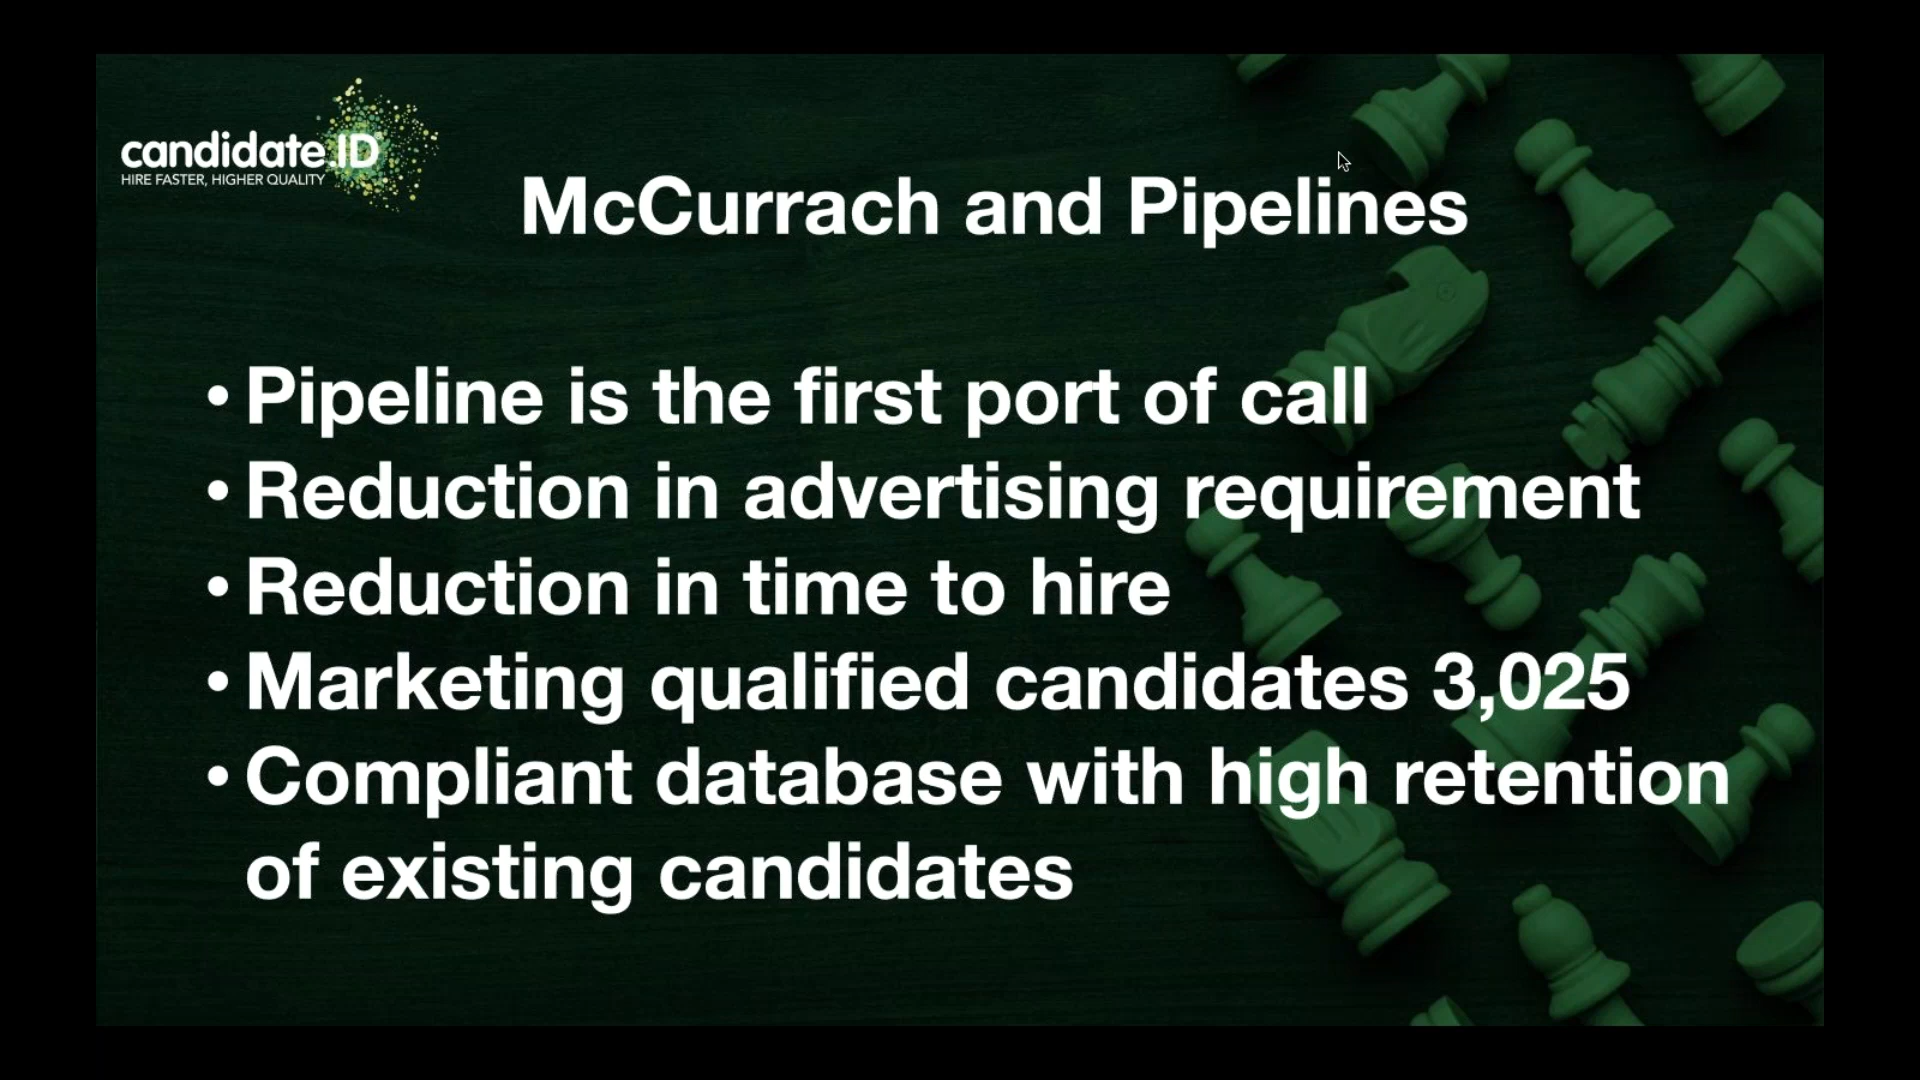 candidate.ID
HIRE FASTER, HIGHER QUALITY
McCurrach and Pipelines
• Pipeline is the first port of call
• Reduction in advertising requirement
• Reduction in time to hire
• Marketing qualified candidates 3,025
• Compliant database with high retention
of existing candidates